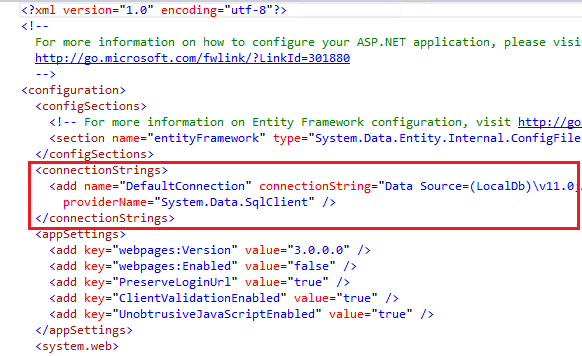 <?xml version="1.0" encoding="utf-8"?>
<!--
For more information on how to configure your ASP.NET application, please visi
http://go.microsoft.com/fwlink/?LinkId=301880
-->
<configuration>
<configSections>
<!-- For more information on Entity Framework configuration, visit http://go
<section name="entityFramework" type="System.Data.Entity.Internal.ConfigFile
</configSections>
<connectionStrings>
<add name="DefaultConnection" connectionString="Data Source=(LocalDb)\v11.0;
providerName="System.Data.SqlClient" />
</connectionStrings>
<appSettings>
<add key="webpages:Version" value="3.0.0.0" />
<add key="webpages:Enabled" value="false" />
<add key="PreserveLoginUrl" value="true" />
<add key="ClientValidationEnabled" value="true" />
<add key="UnobtrusiveJavaScriptEnabled" value="true" />
</appSettings>
<system.web>